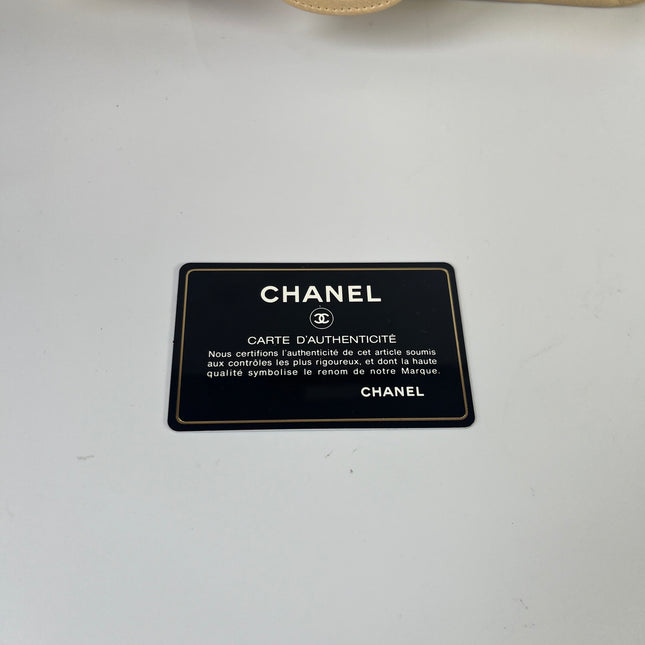 CHANEL
CARTE D'AUTHENTICITÉ
Nous certifions l'authenticité de cet article soumis
aux contrôles les plus rigoureux, et dont la haute
qualité symbolise le renom de notre Marque.
CHANEL